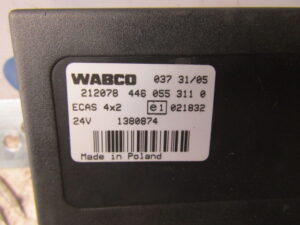 WABCO 037 31/05
212078 446 055 311 0
ECAS 4x2 e1 021832
24V 1380874
Made in Poland